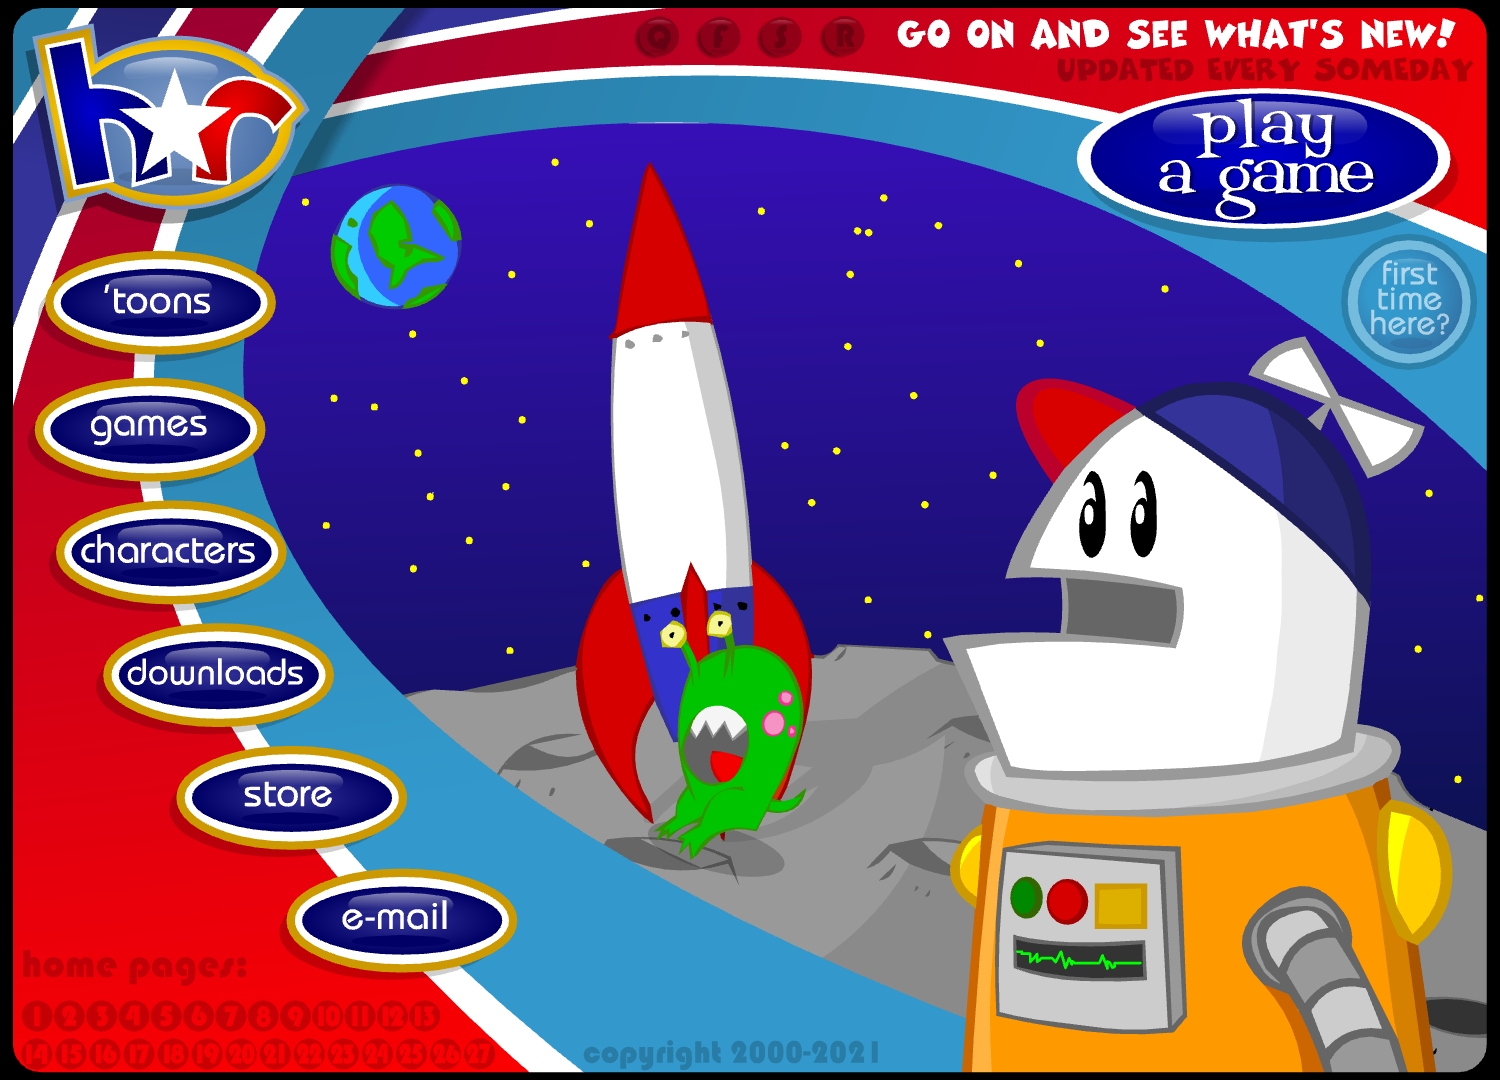 hr
Q F S R
GO ON AND SEE WHAT'S NEW!
UPDATED EVERY SOMEDAY
play
a game
first
time
here?
'toons
games
characters
downloads
store
e-mail
home pages:
1 2 3 4 5 6 7 8 9 10 11 12 13
14 15 16 17 18 19 20 21 22 23 24 25 26 27
copyright 2000-2021